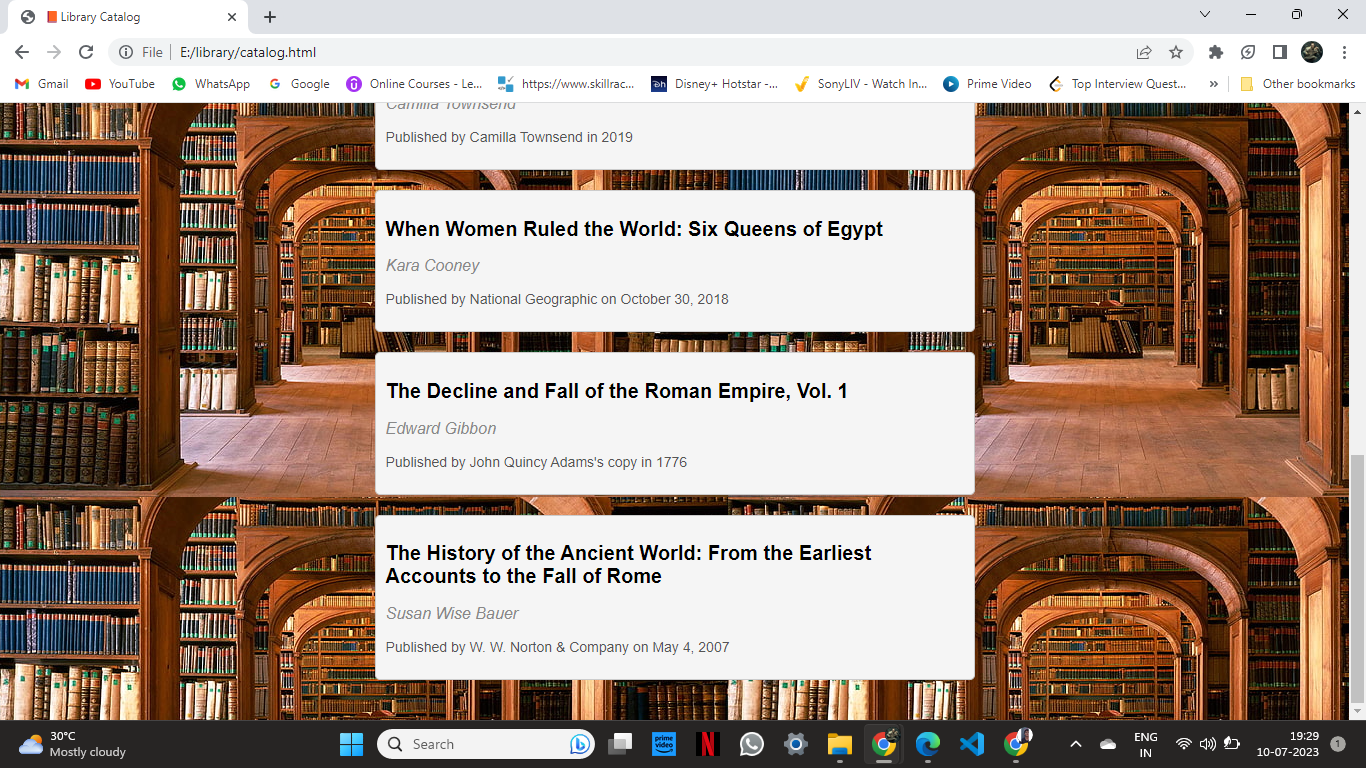 Library Catalog
File
E:/library/catalog.html
Gmail
YouTube
WhatsApp
Google
Online Courses - Le...
https://www.skillrac...
Disney+ Hotstar -...
SonyLIV - Watch In...
Prime Video
Top Interview Quest...
»
Other bookmarks
Camilla Townsend
Published by Camilla Townsend in 2019
When Women Ruled the World: Six Queens of Egypt
Kara Cooney
Published by National Geographic on October 30, 2018
The Decline and Fall of the Roman Empire, Vol. 1
Edward Gibbon
Published by John Quincy Adams's copy in 1776
The History of the Ancient World: From the Earliest
Accounts to the Fall of Rome
Susan Wise Bauer
Published by W. W. Norton & Company on May 4, 2007
30°C
Mostly cloudy
Search
prime video
N
ENG
IN
19:29
10-07-2023
1